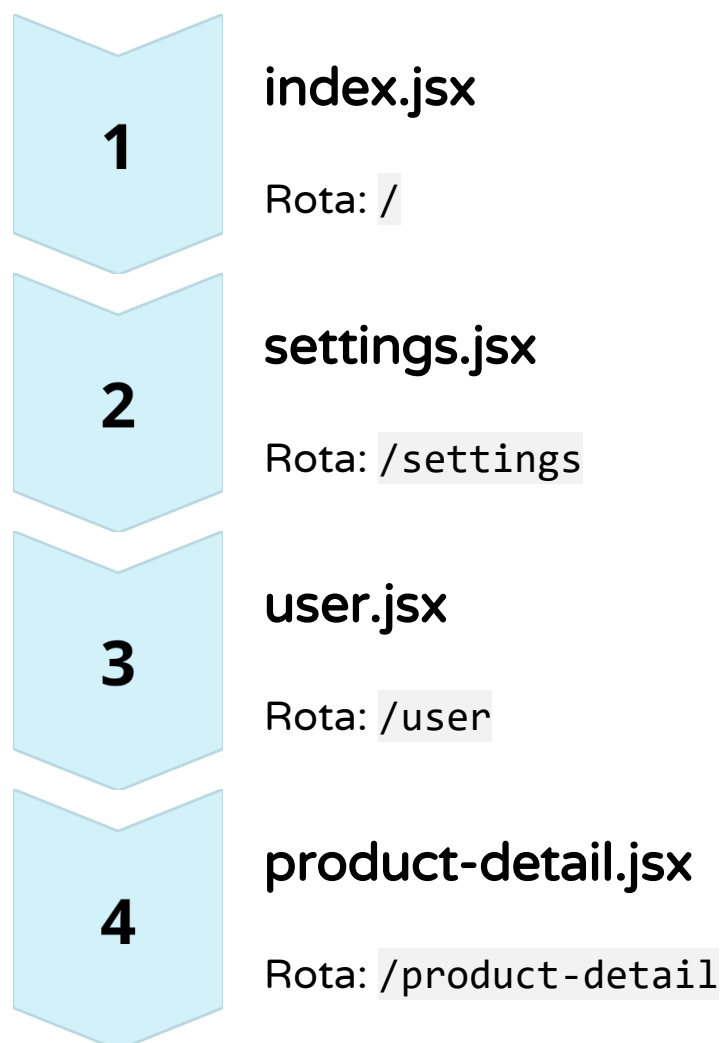 1
index.jsx
Rota: /
2
settings.jsx
Rota: /settings
3
user.jsx
Rota: /user
4
product-detail.jsx
Rota: /product-detail